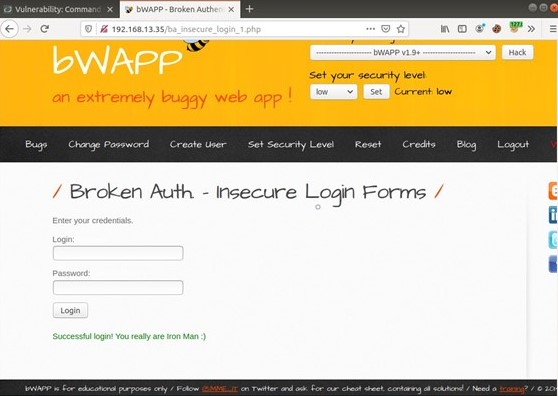 Vulnerability: Command
bWAPP - Broken Authent
192.168.13.35/ba_insecure_login_1.php
bWAPP
an extremely buggy web app !
bWAPP v1.9+
Hack
Set your security level:
low
Set
Current: low
Bugs
Change Password
Create User
Set Security Level
Reset
Credits
Blog
Logout
/ Broken Auth. - Insecure Login Forms /
Enter your credentials.
Login:
Password:
Login
Successful login! You really are Iron Man :)
bWAPP is for educational purposes only / Follow @MME_IT on Twitter and ask for our cheat sheet, containing all solutions! / Need a training? / © 201